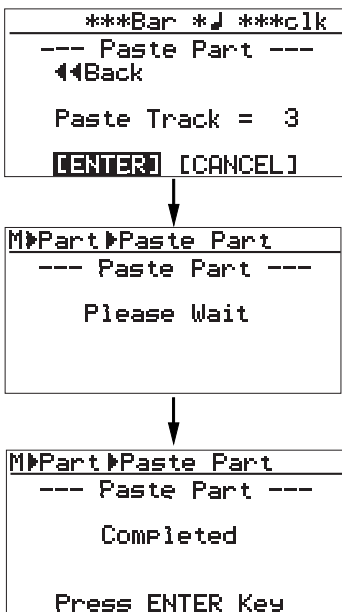 ***Bar *♩ ***clk
--- Paste Part ---
◀◀Back
Paste Track = 3
[ENTER] [CANCEL]
M▶Part▶Paste Part
--- Paste Part ---
Please Wait
M▶Part▶Paste Part
--- Paste Part ---
Completed
Press ENTER Key